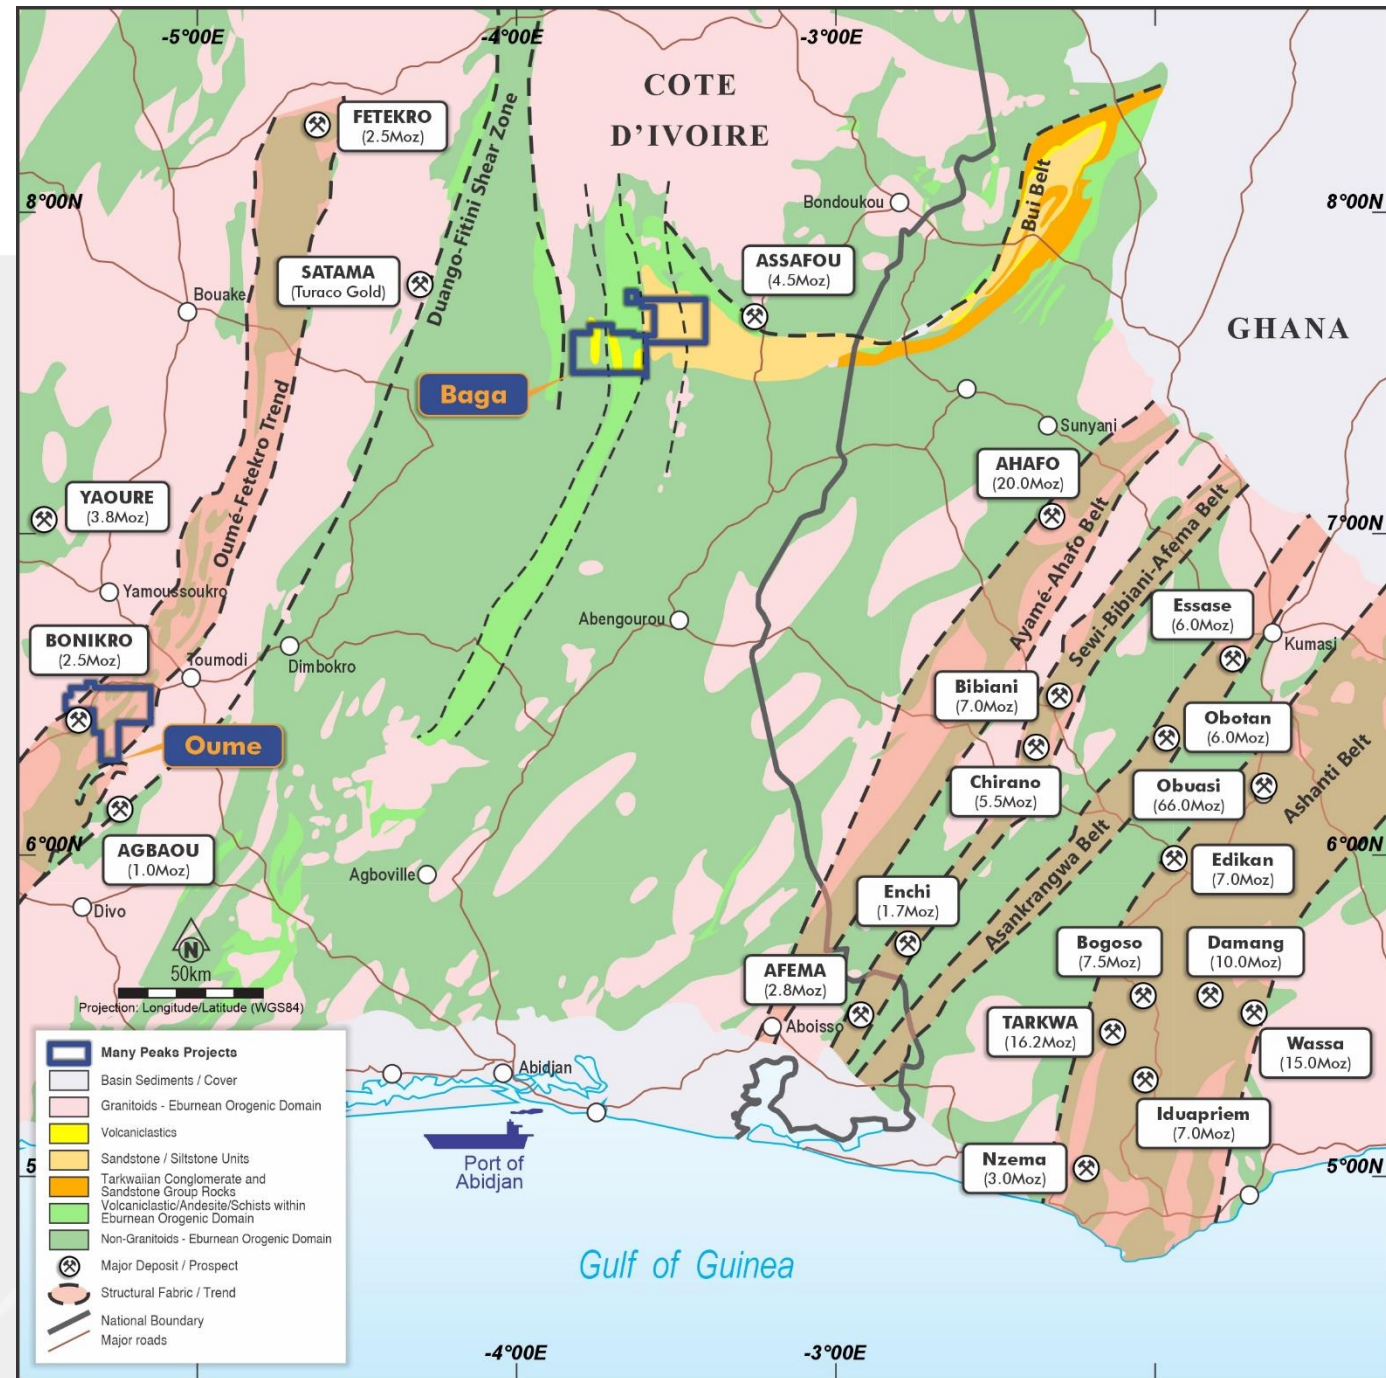 -5°00E
-4°00E
-3°00E
COTE
D'IVOIRE
FETEKRO
(2.5Moz)
8°00N
8°00N
Bondoukou
Bui Belt
Duango-Fitini Shear Zone
SATAMA
(Turaco Gold)
ASSAFOU
(4.5Moz)
Bouake
GHANA
Baga
Oumé-Fetekro Trend
Sunyani
AHAFO
(20.0Moz)
YAOURE
(3.8Moz)
7°00N
Ayamé-Ahafo Belt
Sewi-Bibiani-Afema Belt
Yamoussoukro
Essase
(6.0Moz)
Abengourou
Kumasi
BONIKRO
(2.5Moz)
Toumodi
Dimbokro
Bibiani
(7.0Moz)
Obotan
(6.0Moz)
Oume
Chirano
(5.5Moz)
Obuasi
(66.0Moz)
Ashanti Belt
AGBAOU
(1.0Moz)
6°00N
6°00N
Agboville
Edikan
(7.0Moz)
Asankrangwa Belt
Divo
Enchi
(1.7Moz)
N
50km
Projection: Longitude/Latitude (WGS84)
Bogoso
(7.5Moz)
Damang
(10.0Moz)
AFEMA
(2.8Moz)
Aboisso
TARKWA
(16.2Moz)
Wassa
(15.0Moz)
Abidjan
Iduapriem
(7.0Moz)
Port of
Abidjan
Nzema
(3.0Moz)
5
5°00N
Many Peaks Projects
Basin Sediments / Cover
Granitoids - Eburnean Orogenic Domain
Volcaniclastics
Sandstone / Siltstone Units
Tarkwaiian Conglomerate and
Sandstone Group Rocks
Volcaniclastic/Andesite/Schists within
Eburnean Orogenic Domain
Non-Granitoids - Eburnean Orogenic Domain
Major Deposit / Prospect
Structural Fabric / Trend
National Boundary
Major roads
Gulf of Guinea
-4°00E
-3°00E